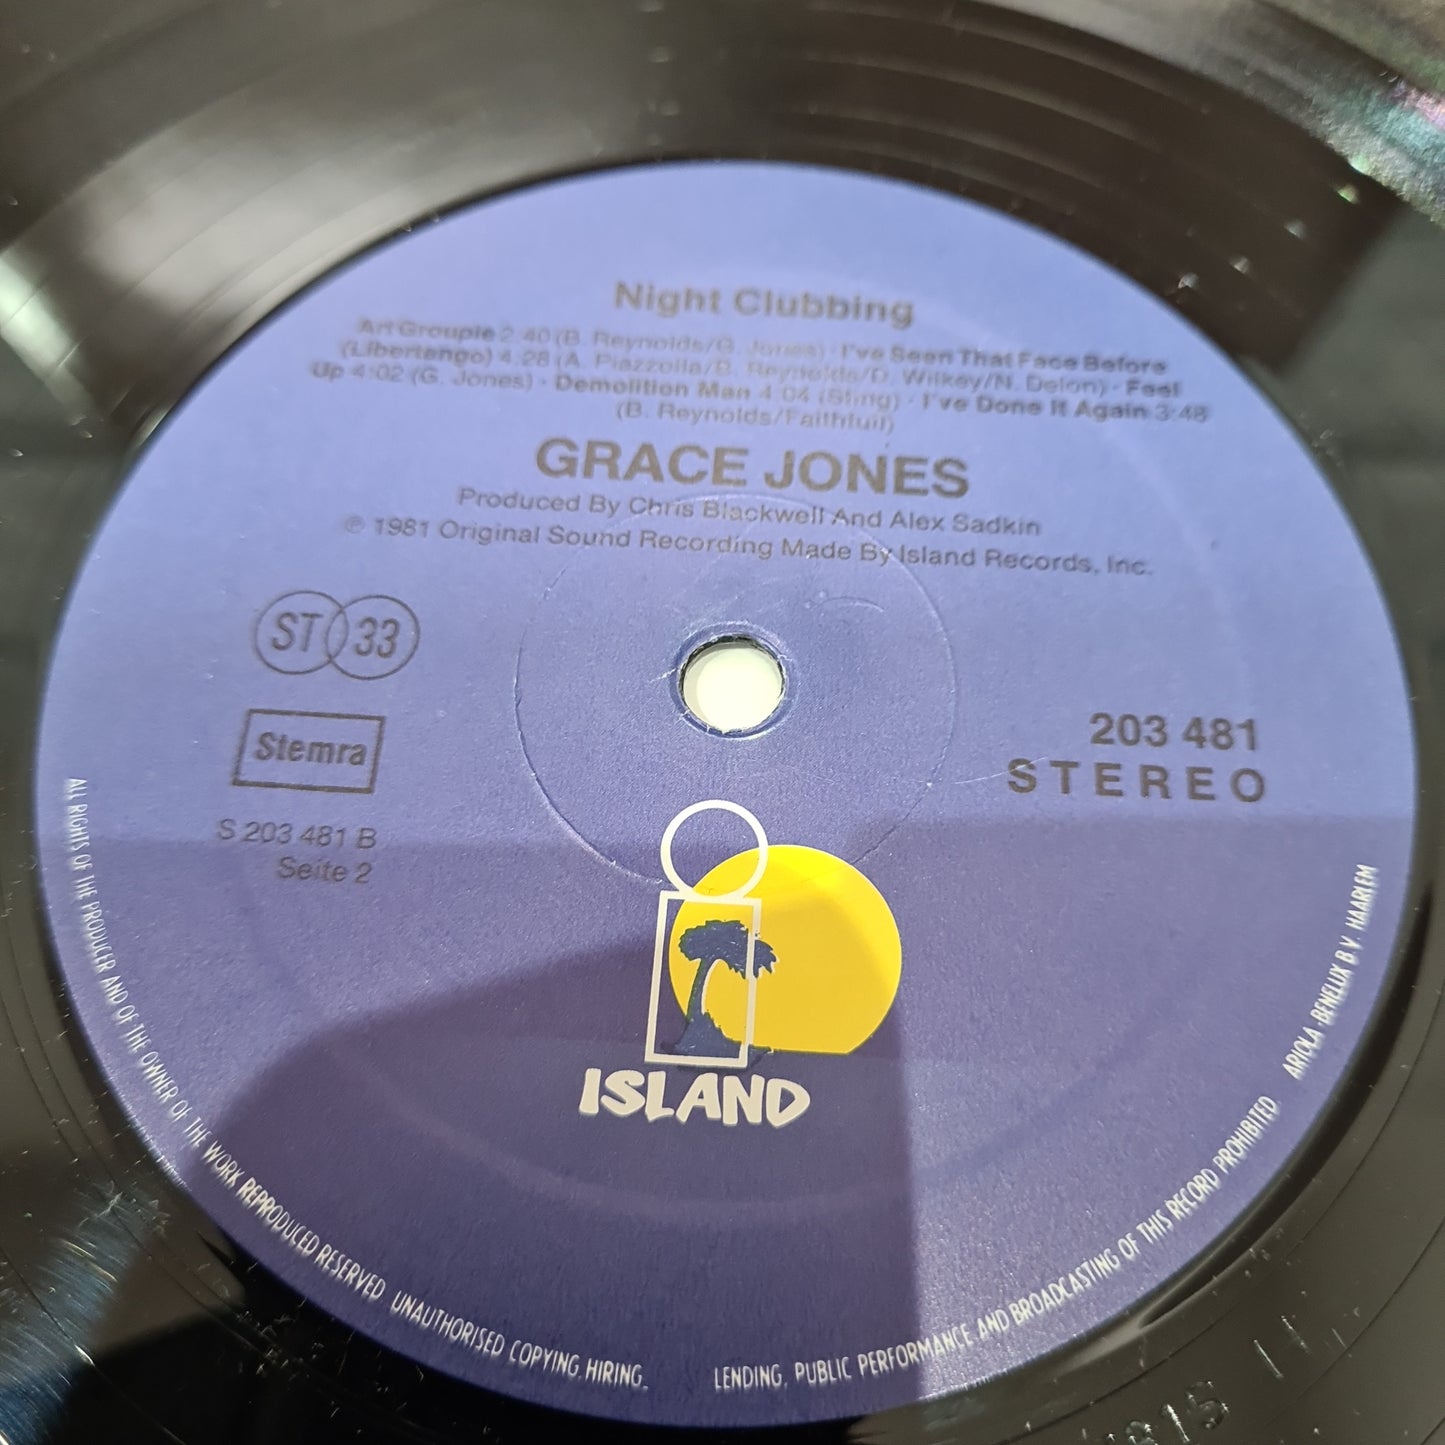 Night Clubbing
Art Groupie 2:40 (B. Reynolds/G. Jones) · I've Seen That Face Before
(Libertango) 4:28 (A. Piazzolla/B. Reynolds/D. Wilkey/N. Delon) · Feel
Up 4:02 (G. Jones) · Demolition Man 4:04 (Sting) · I've Done It Again 3:48
(B. Reynolds/Faithfull)
GRACE JONES
Produced By Chris Blackwell And Alex Sadkin
℗ 1981 Original Sound Recording Made By Island Records, Inc.
ST 33
Stemra
203 481
STEREO
S 203 481 B
Seite 2
ISLAND
ALL RIGHTS OF THE PRODUCER AND OF THE OWNER OF THE WORK REPRODUCED RESERVED UNAUTHORISED COPYING, HIRING, LENDING, PUBLIC PERFORMANCE AND BROADCASTING OF THIS RECORD PROHIBITED ARIOLA-BENELUX B.V. HAARLEM